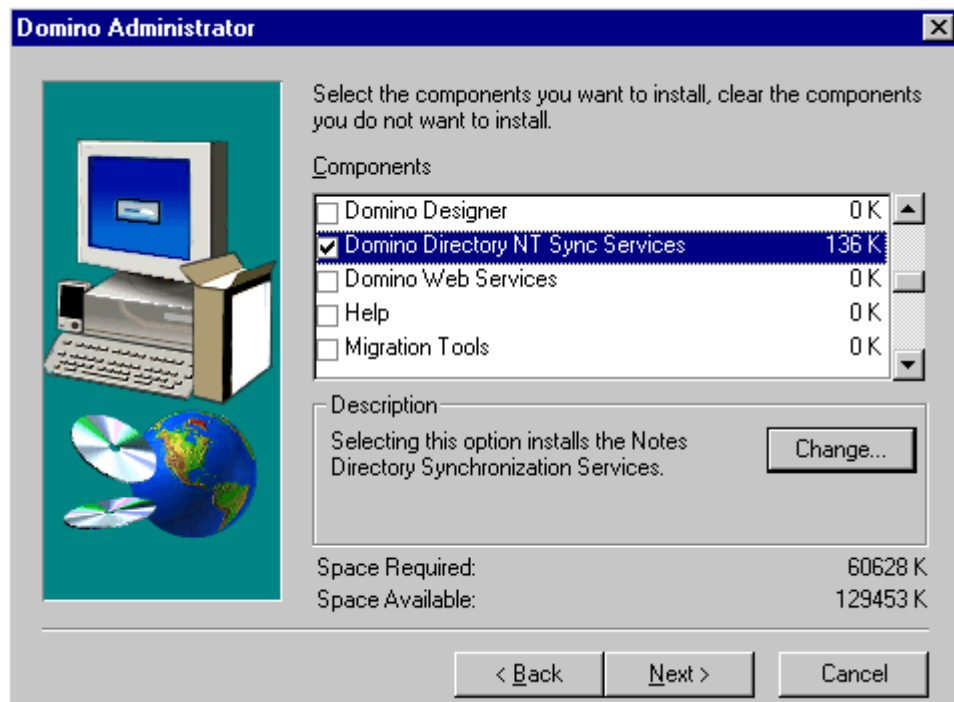 Domino Administrator
Select the components you want to install, clear the components
you do not want to install.
Components
Domino Designer 0 K
Domino Directory NT Sync Services 136 K
Domino Web Services 0 K
Help 0 K
Migration Tools 0 K
Description
Selecting this option installs the Notes
Directory Synchronization Services.
Change...
Space Required: 60628 K
Space Available: 129453 K
< Back Next > Cancel